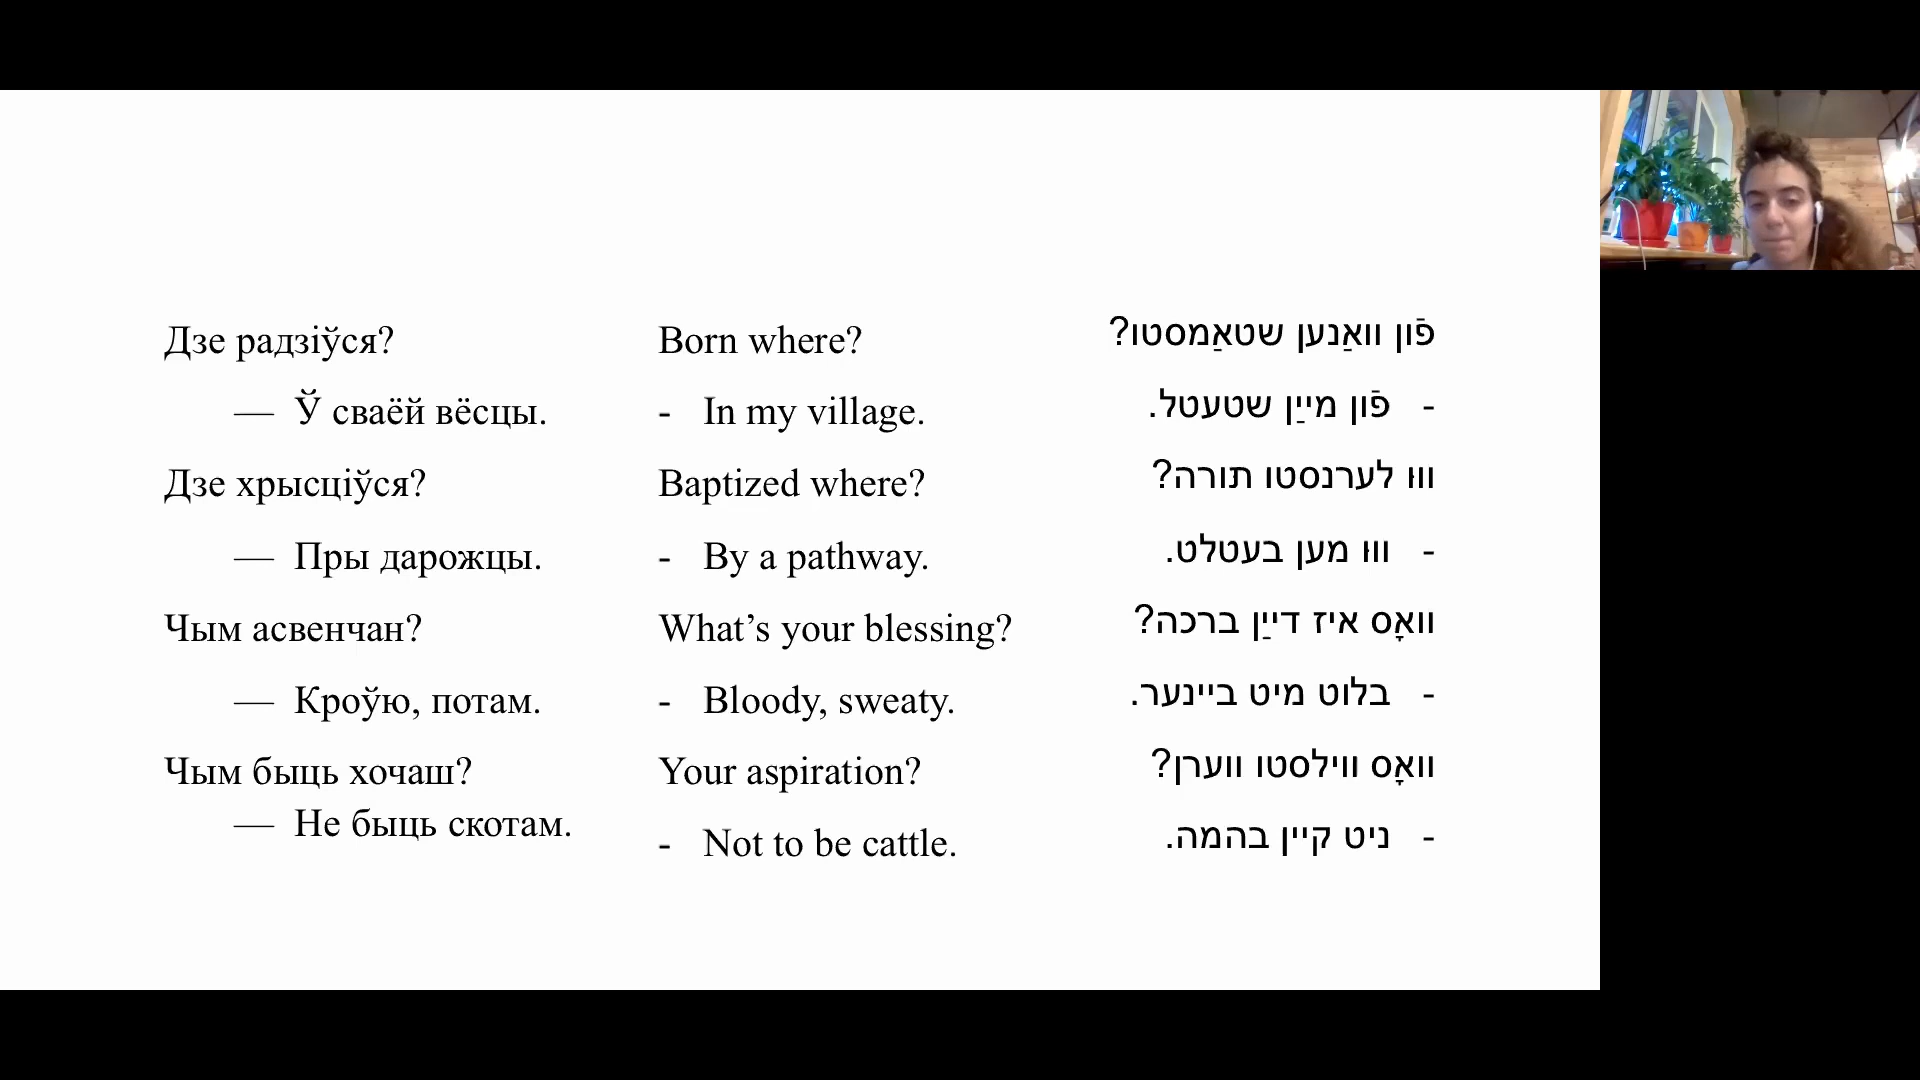 Дзе радзіўся?
— Ў сваёй вёсцы.
Дзе хрысціўся?
— Пры дарожцы.
Чым асвенчан?
— Кроўю, потам.
Чым быць хочаш?
— Не быць скотам.
Born where?
- In my village.
Baptized where?
- By a pathway.
What’s your blessing?
- Bloody, sweaty.
Your aspiration?
- Not to be cattle.
פֿון וואַנען שטאַמסטו?
- פֿון מײַן שטעטל.
וווּ לערנסטו תורה?
- וווּ מען בעטלט.
וואָס איז דײַן ברכה?
- בלוט מיט ביינער.
וואָס ווילסטו ווערן?
- ניט קיין בהמה.